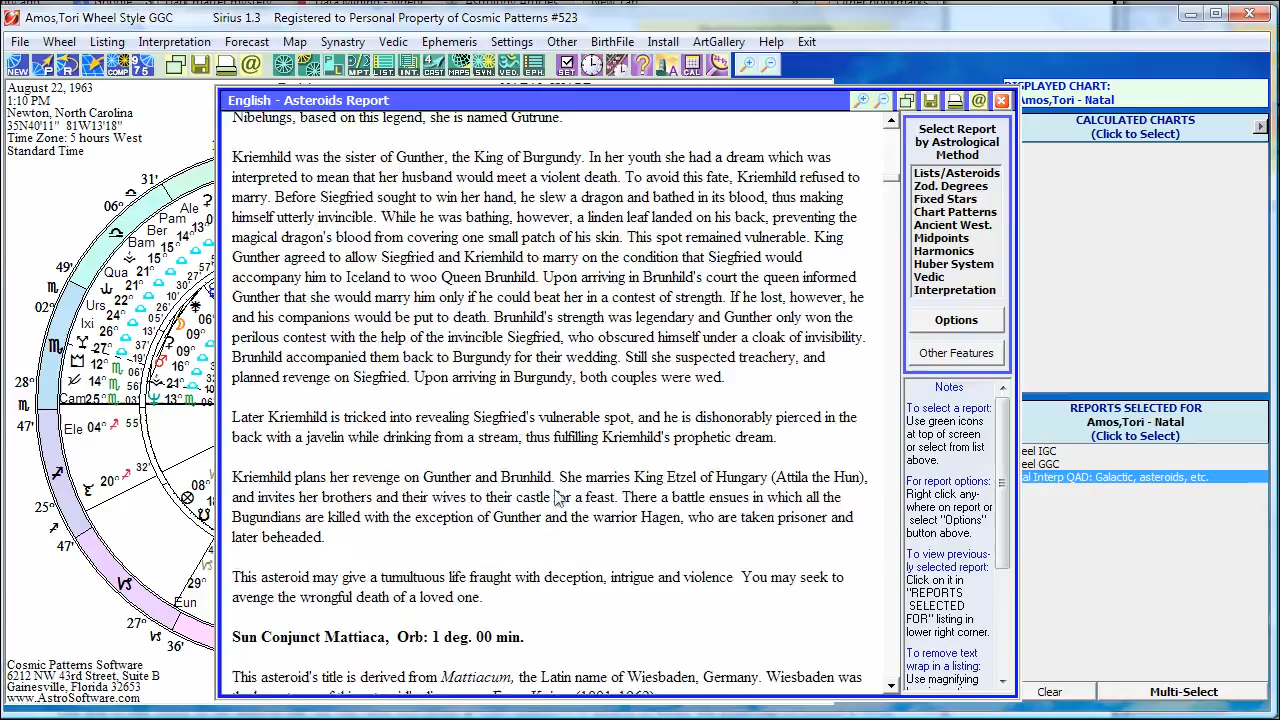 Amos,Tori Wheel Style GGC Sirius 1.3 Registered to Personal Property of Cosmic Patterns #523
File Wheel Listing Interpretation Forecast Map Synastry Vedic Ephemeris Settings Other BirthFile Install ArtGallery Help Exit
August 22, 1963
1:10 PM
Newton, North Carolina
35N40'11" 81W13'18"
Time Zone: 5 hours West
Standard Time
English - Asteroids Report
Nibelungs, based on this legend, she is named Gutrune.
Kriemhild was the sister of Gunther, the King of Burgundy. In her youth she had a dream which was
interpreted to mean that her husband would meet a violent death. To avoid this fate, Kriemhild refused to
marry. Before Siegfried sought to win her hand, he slew a dragon and bathed in its blood, thus making
himself utterly invincible. While he was bathing, however, a linden leaf landed on his back, preventing the
magical dragon's blood from covering one small patch of his skin. This spot remained vulnerable. King
Gunther agreed to allow Siegfried and Kriemhild to marry on the condition that Siegfried would
accompany him to Iceland to woo Queen Brunhild. Upon arriving in Brunhild's court the queen informed
Gunther that she would marry him only if he could beat her in a contest of strength. If he lost, however, he
and his companions would be put to death. Brunhild's strength was legendary and Gunther only won the
perilous contest with the help of the invincible Siegfried, who obscured himself under a cloak of invisibility.
Brunhild accompanied them back to Burgundy for their wedding. Still she suspected treachery, and
planned revenge on Siegfried. Upon arriving in Burgundy, both couples were wed.
Later Kriemhild is tricked into revealing Siegfried's vulnerable spot, and he is dishonorably pierced in the
back with a javelin while drinking from a stream, thus fulfilling Kriemhild's prophetic dream.
Kriemhild plans her revenge on Gunther and Brunhild. She marries King Etzel of Hungary (Attila the Hun),
and invites her brothers and their wives to their castle for a feast. There a battle ensues in which all the
Bugundians are killed with the exception of Gunther and the warrior Hagen, who are taken prisoner and
later beheaded.
This asteroid may give a tumultuous life fraught with deception, intrigue and violence You may seek to
avenge the wrongful death of a loved one.
Sun Conjunct Mattiaca, Orb: 1 deg. 00 min.
This asteroid's title is derived from Mattiacum, the Latin name of Wiesbaden, Germany. Wiesbaden was
Select Report
by Astrological
Method
Lists/Asteroids
Zod. Degrees
Fixed Stars
Chart Patterns
Ancient West.
Midpoints
Harmonics
Huber System
Vedic
Interpretation
Options
Other Features
Notes
To select a report:
Use green icons
at top of screen
or select from list
above.
For report options:
Right click any-
where on report or
select "Options"
button above.
To view previous-
ly selected report:
Click on it in
"REPORTS
SELECTED
FOR" listing in
lower right corner.
To remove text
wrap in a listing:
Use magnifying
SPLAYED CHART:
Amos,Tori - Natal
CALCULATED CHARTS
(Click to Select)
REPORTS SELECTED FOR
Amos,Tori - Natal
(Click to Select)
eel IGC
eel GGC
al Interp QAD: Galactic, asteroids, etc.
Clear Multi-Select
Cosmic Patterns Software
6212 NW 43rd Street, Suite B
Gainesville, Florida 32653
www.AstroSoftware.com